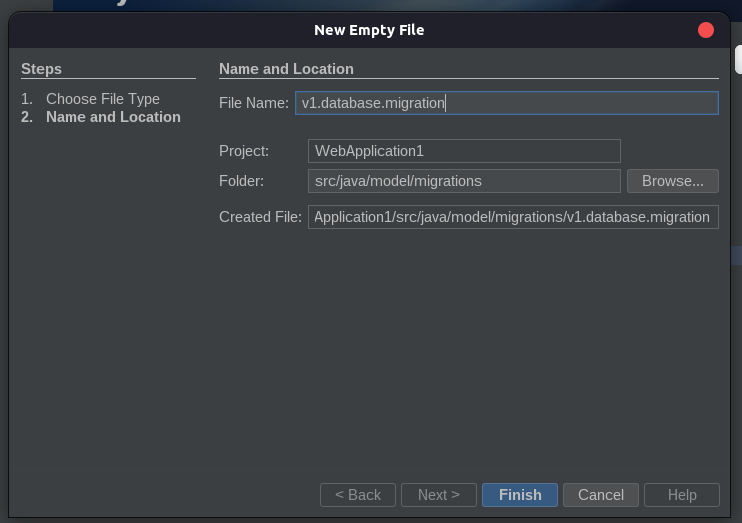 New Empty File
Steps
1. Choose File Type
2. Name and Location
Name and Location
File Name: v1.database.migration
Project: WebApplication1
Folder: src/java/model/migrations Browse...
Created File: Application1/src/java/model/migrations/v1.database.migration
< Back Next > Finish Cancel Help